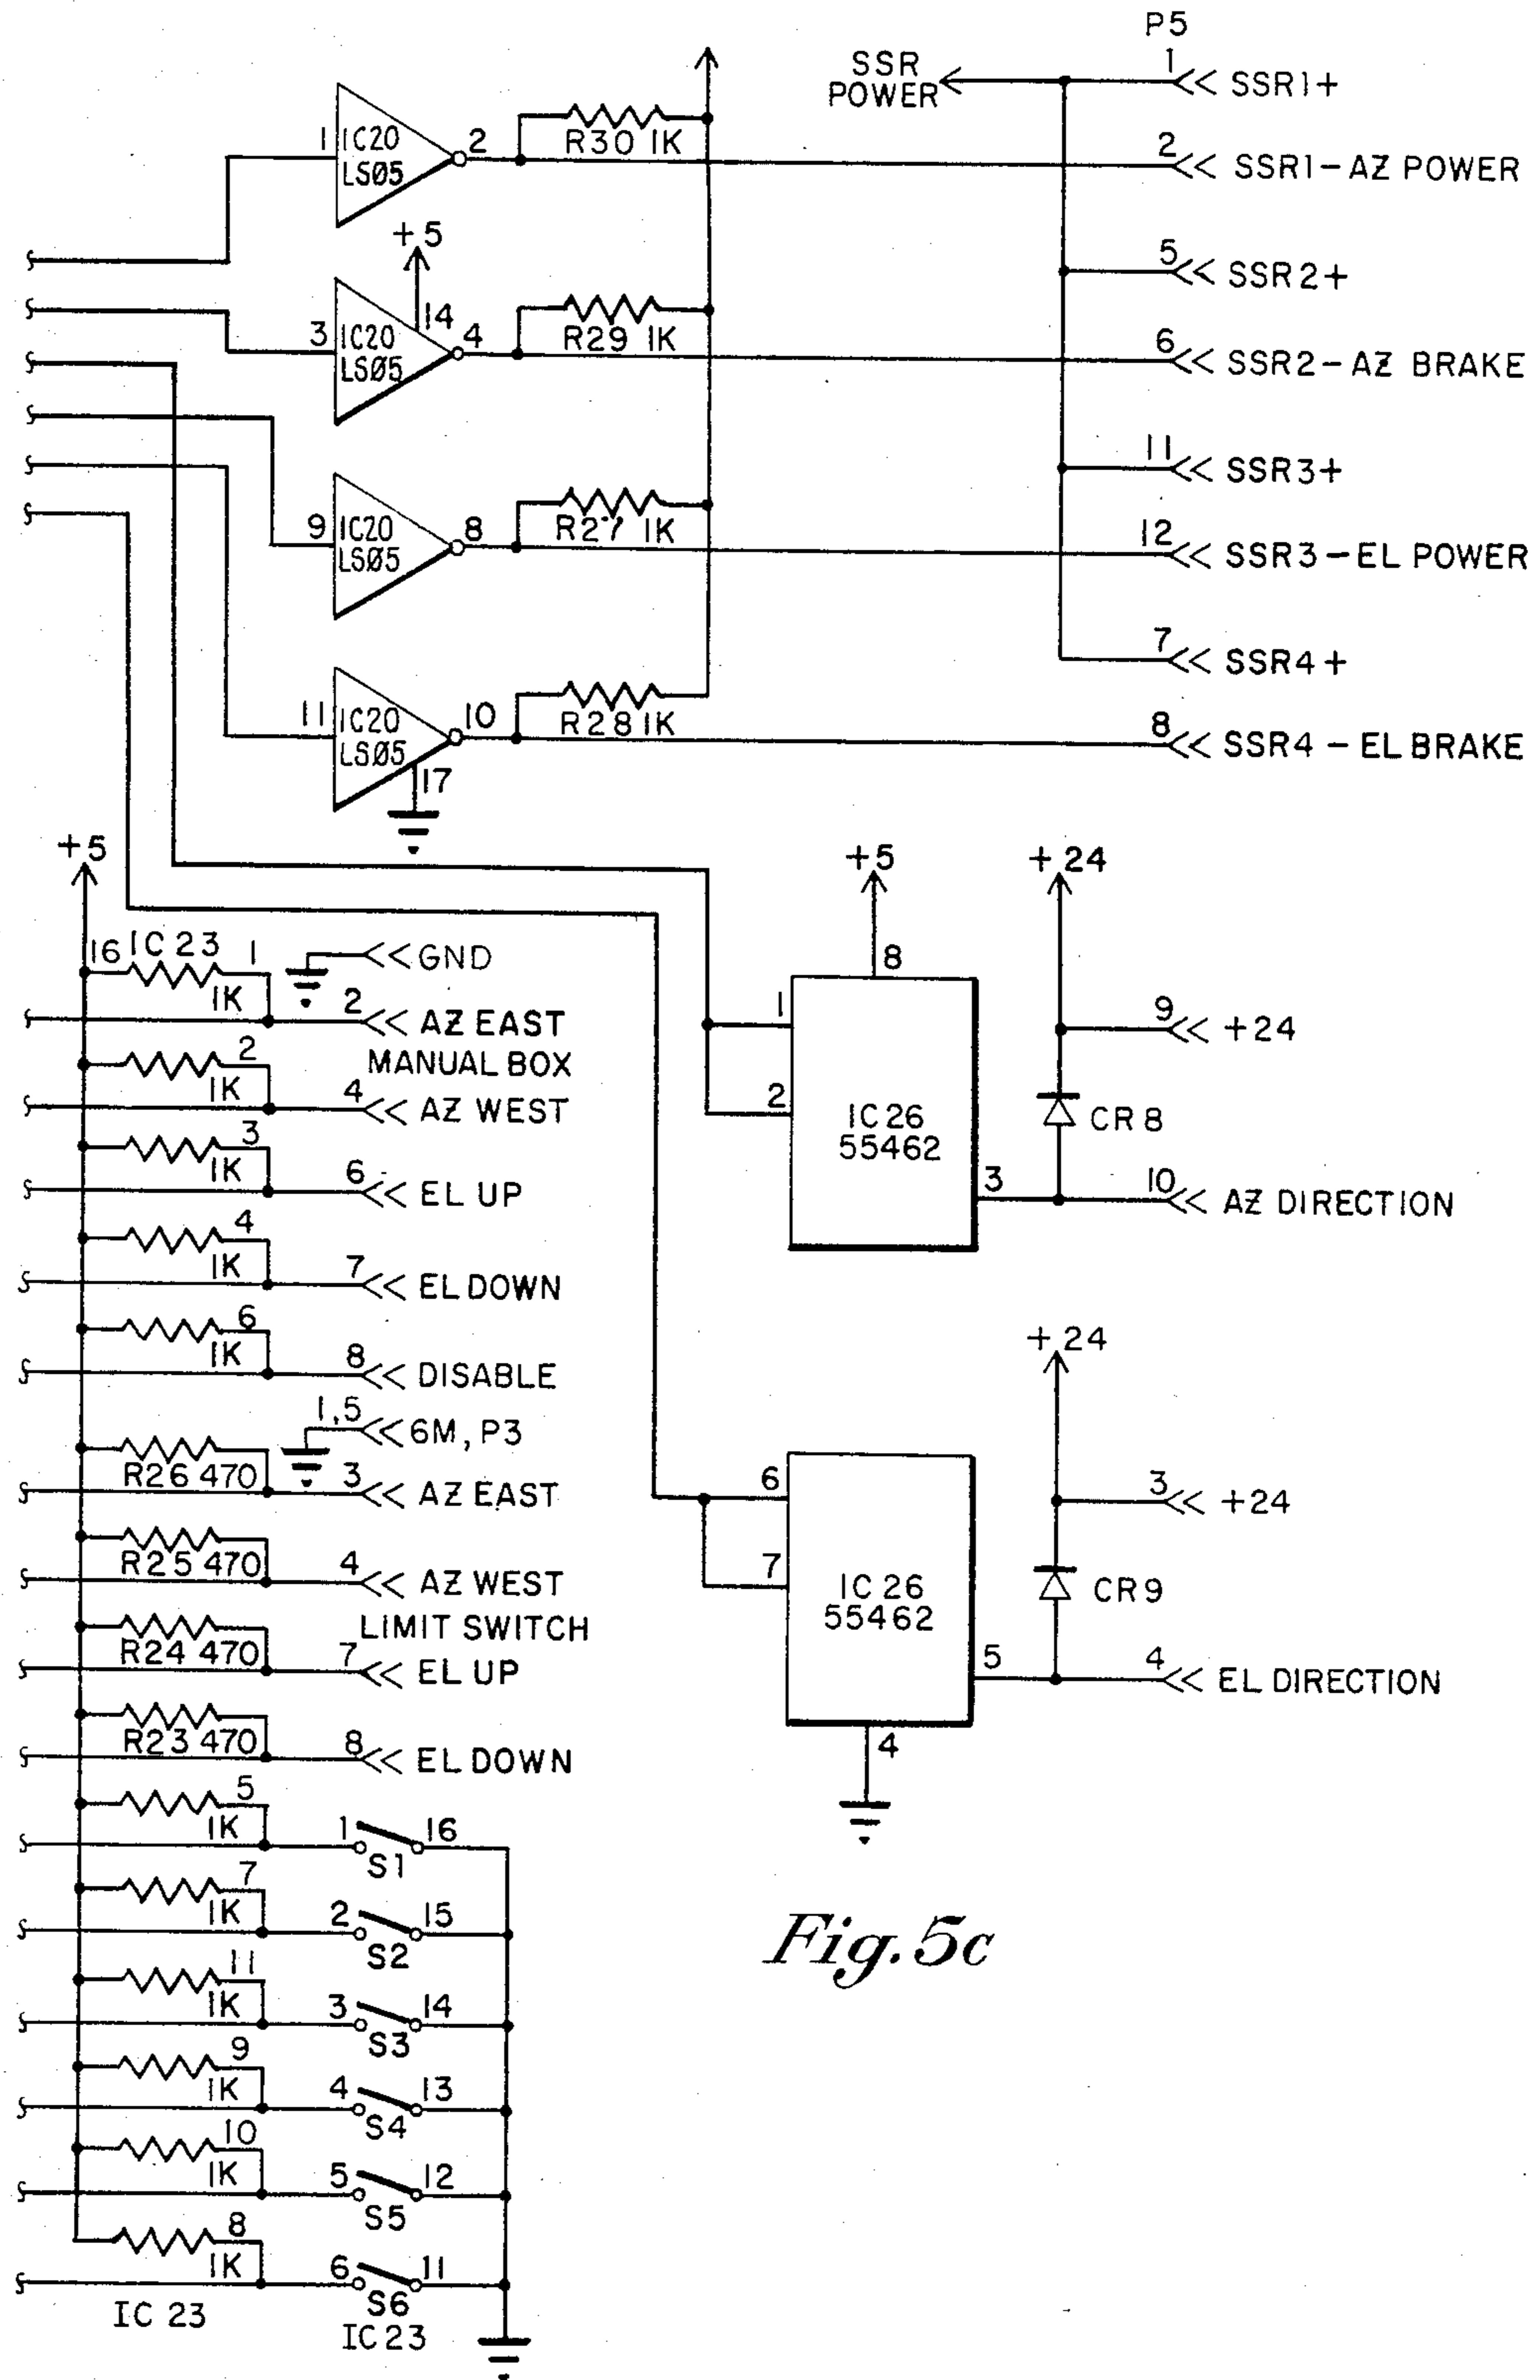 P5
SSR
POWER
1
SSR1+
1
IC20
LSØ5
2
R30 1K
2
SSR1-AZ POWER
+5
14
5
SSR2+
3
IC20
LSØ5
4
R29 1K
6
SSR2-AZ BRAKE
11
SSR3+
9
IC20
LSØ5
8
R27 1K
12
SSR3-EL POWER
7
SSR4+
11
IC20
LSØ5
10
R28 1K
8
SSR4-EL BRAKE
17
+5
+5
+24
16
IC 23
1
1K
GND
2
AZ EAST
MANUAL BOX
2
1K
4
AZ WEST
3
1K
6
EL UP
4
1K
7
EL DOWN
6
1K
8
DISABLE
1,5
6M, P3
R26 470
3
AZ EAST
R25 470
4
AZ WEST
LIMIT SWITCH
R24 470
7
EL UP
R23 470
8
EL DOWN
8
1
2
IC 26
55462
3
9
+24
CR8
10
AZ DIRECTION
+24
6
7
IC 26
55462
5
4
3
+24
CR9
4
EL DIRECTION
5
1K
1
S1
16
7
1K
2
S2
15
11
1K
3
S3
14
9
1K
4
S4
13
10
1K
5
S5
12
8
1K
6
S6
11
IC 23
IC 23
Fig. 5c